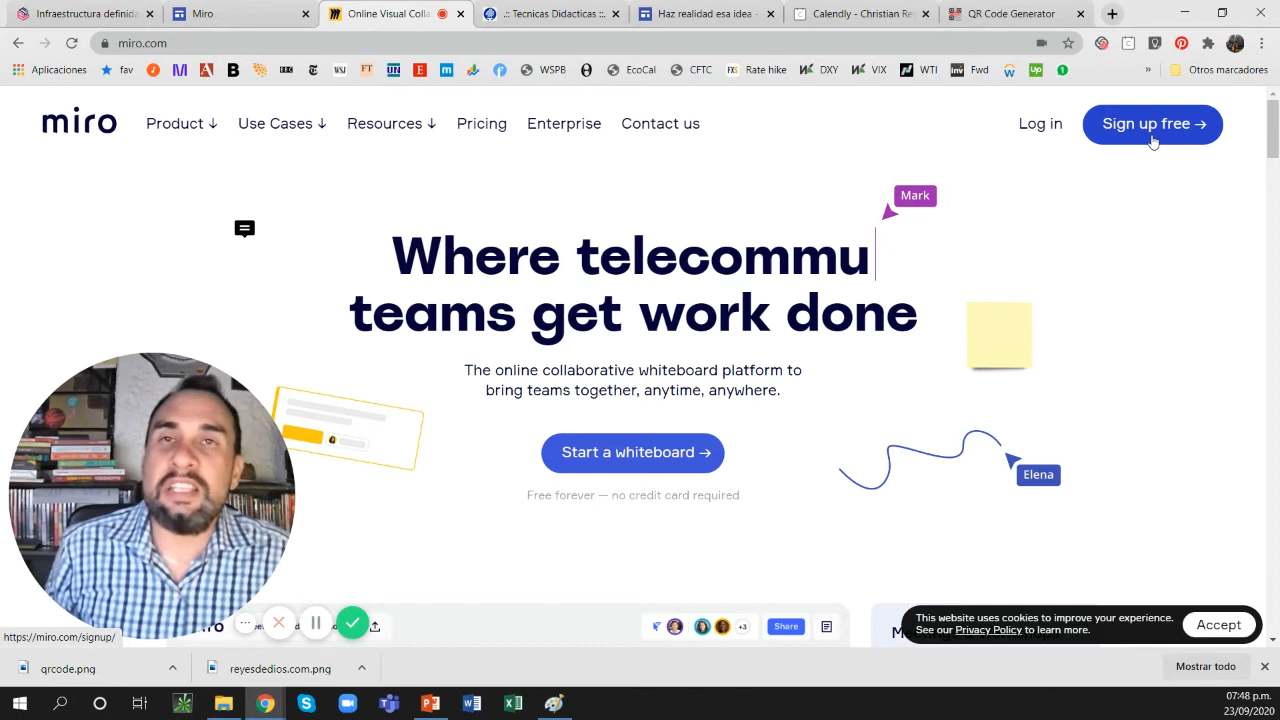 Infraestructura definida
Miro
Online Visual Collab
.:: Tecnicas Didacticas ::.
Haz realidad esa idea -
Calendly - Christian Re
QR Code Generator
miro.com
Aplicaciones
fav
WSPB
EcoCal
CFTC
Rate hike
DXY
VIX
WTI
Fwd
Otros marcadores
miro
Product ↓
Use Cases ↓
Resources ↓
Pricing
Enterprise
Contact us
Log in
Sign up free →
Mark
Where telecommu
teams get work done
The online collaborative whiteboard platform to
bring teams together, anytime, anywhere.
Start a whiteboard →
Free forever — no credit card required
Elena
+3
Share
This website uses cookies to improve your experience.
See our Privacy Policy to learn more.
Accept
https://miro.com/signup/
qrcode.png
reyesdedios.com.png
Mostrar todo
07:48 p.m.
23/09/2020